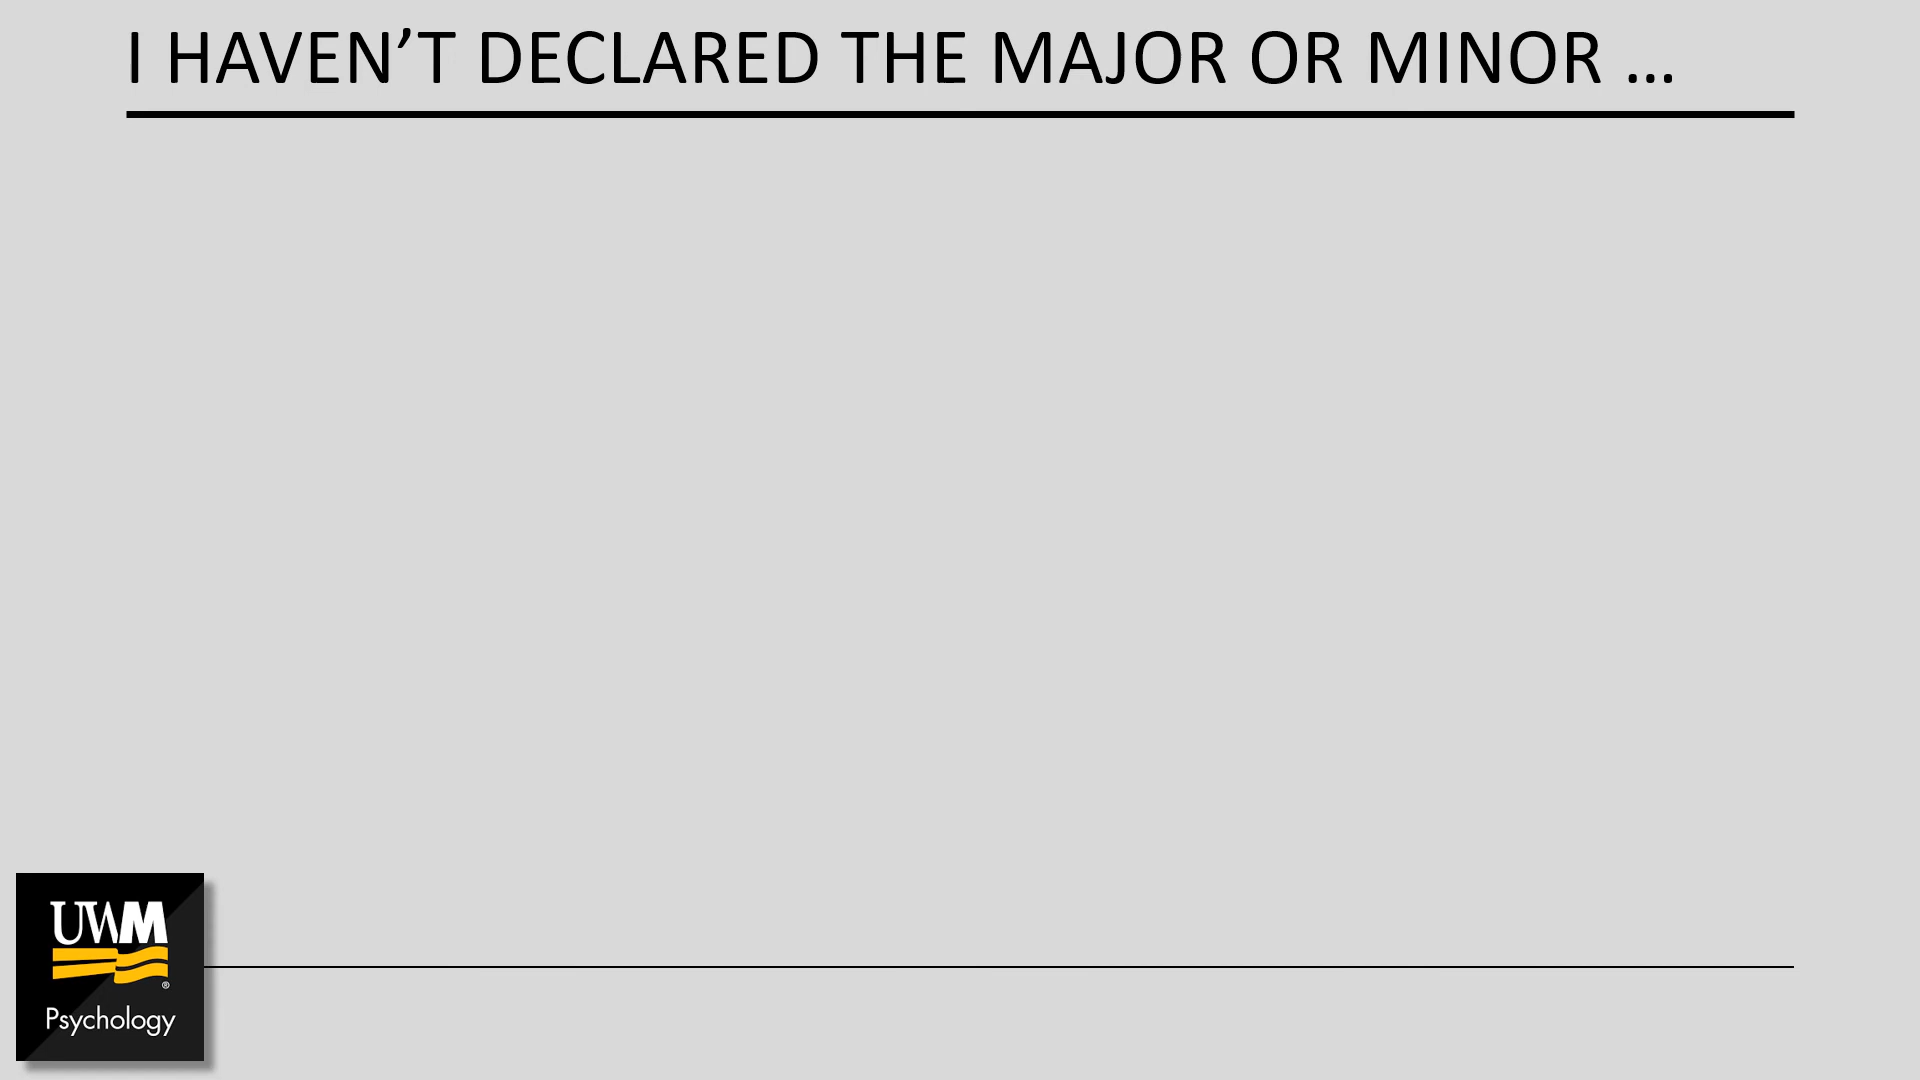 I HAVEN’T DECLARED THE MAJOR OR MINOR …
UWM
®
Psychology